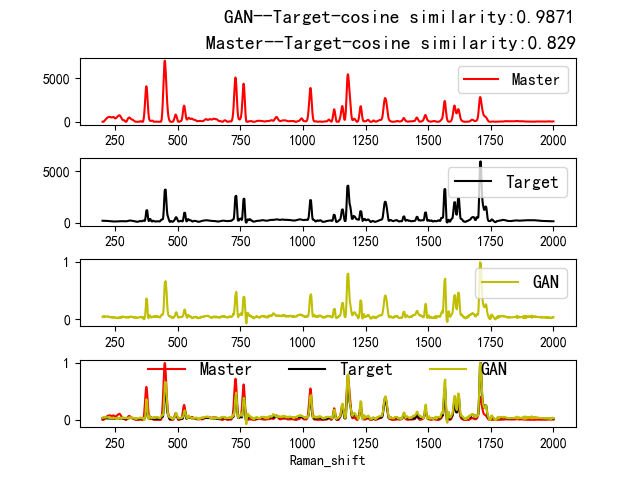 GAN--Target-cosine similarity:0.9871
Master--Target-cosine similarity:0.829
5000
0
Master
250 500 750 1000 1250 1500 1750 2000
5000
0
Target
250 500 750 1000 1250 1500 1750 2000
1
0
GAN
250 500 750 1000 1250 1500 1750 2000
1
0
Master Target GAN
250 500 750 1000 1250 1500 1750 2000
Raman_shift